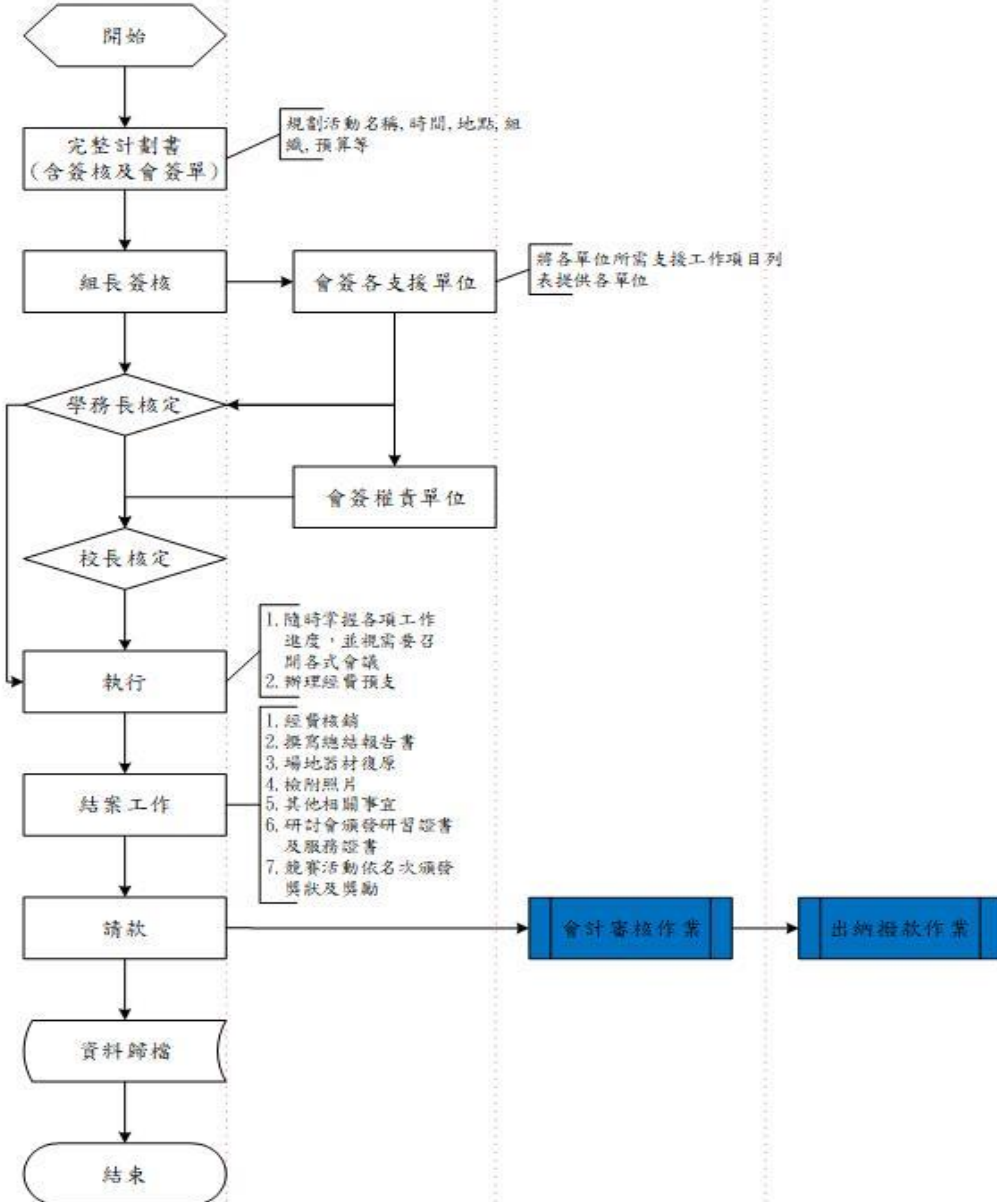 開始
完整計劃書
(含簽核及會簽單)
規劃活動名稱, 時間, 地點, 組
織, 預算等
組長簽核
會簽各支援單位
將各單位所需支援工作項目列
表提供各單位
學務長核定
會簽權責單位
校長核定
執行
1. 隨時掌握各項工作
進度，並視需要召
開各式會議
2. 辦理經費預支
結案工作
1. 經費核銷
2. 撰寫總結報告書
3. 場地器材復原
4. 檢附照片
5. 其他相關事宜
6. 研討會頒發研習證書
及服務證書
7. 競賽活動依名次頒發
獎狀及獎勵
請款
會計審核作業
出納撥款作業
資料歸檔
結束